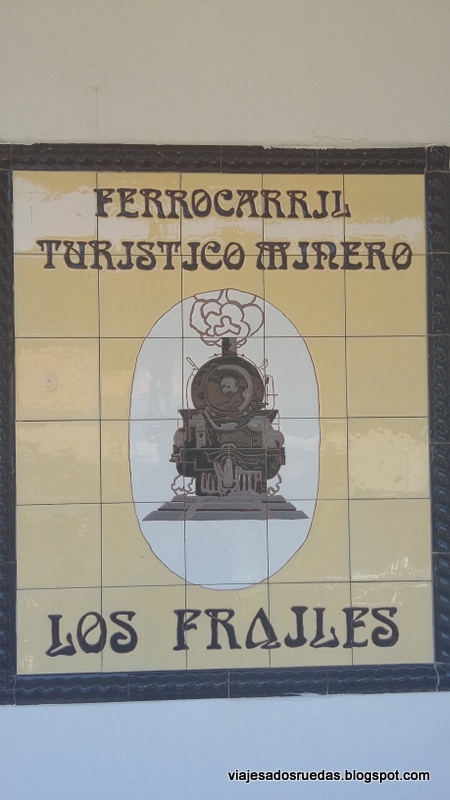 FERROCARRIL
TURISTICO MINERO
LOS FRAILES
viajesadosruedas.blogspot.com